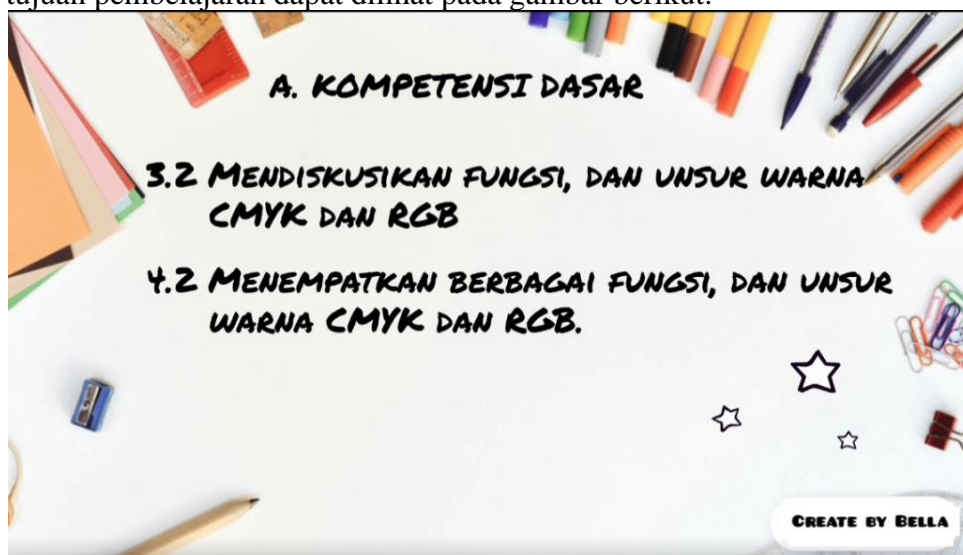 tujuan pembelajaran dapat dilihat pada gambar berikut.
A. KOMPETENSI DASAR
3.2 MENDISKUSIKAN FUNGSI, DAN UNSUR WARNA
CMYK DAN RGB
4.2 MENEMPATKAN BERBAGAI FUNGSI, DAN UNSUR
WARNA CMYK DAN RGB.
CREATE BY BELLA